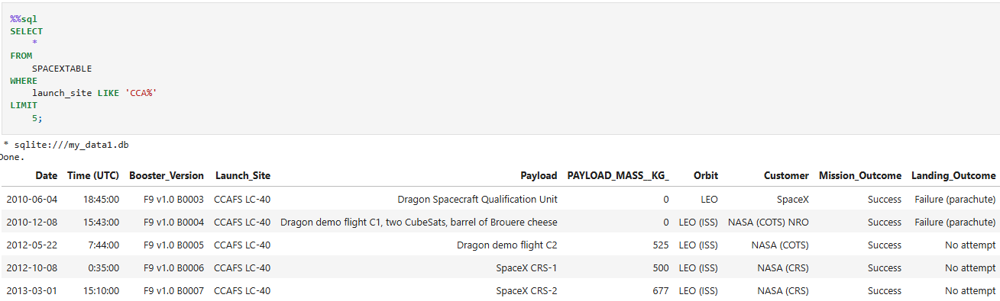 %%sql
SELECT
*
FROM
SPACEXTABLE
WHERE
launch_site LIKE 'CCA%'
LIMIT
5;
* sqlite:///my_data1.db
Done.
Date Time (UTC) Booster_Version Launch_Site Payload PAYLOAD_MASS__KG_ Orbit Customer Mission_Outcome Landing_Outcome
2010-06-04 18:45:00 F9 v1.0 B0003 CCAFS LC-40 Dragon Spacecraft Qualification Unit 0 LEO SpaceX Success Failure (parachute)
2010-12-08 15:43:00 F9 v1.0 B0004 CCAFS LC-40 Dragon demo flight C1, two CubeSats, barrel of Brouere cheese 0 LEO (ISS) NASA (COTS) NRO Success Failure (parachute)
2012-05-22 7:44:00 F9 v1.0 B0005 CCAFS LC-40 Dragon demo flight C2 525 LEO (ISS) NASA (COTS) Success No attempt
2012-10-08 0:35:00 F9 v1.0 B0006 CCAFS LC-40 SpaceX CRS-1 500 LEO (ISS) NASA (CRS) Success No attempt
2013-03-01 15:10:00 F9 v1.0 B0007 CCAFS LC-40 SpaceX CRS-2 677 LEO (ISS) NASA (CRS) Success No attempt